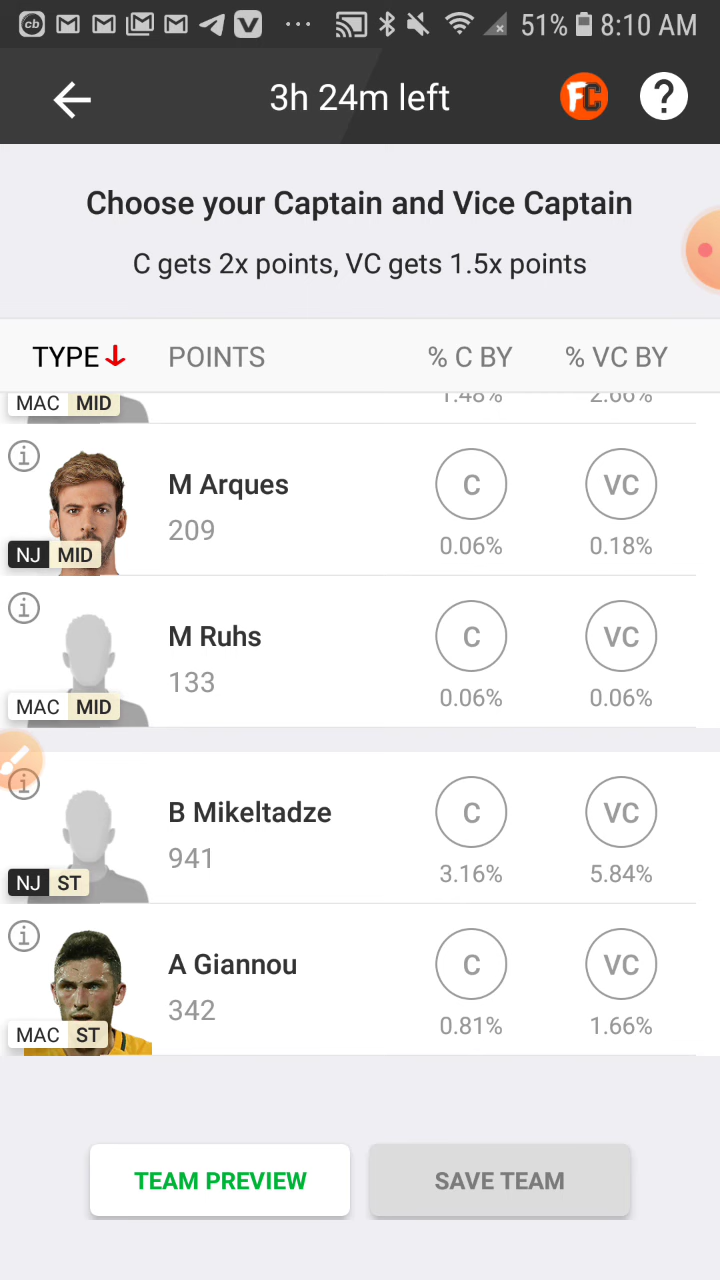 cb 51% 8:10 AM
3h 24m left FC ?
Choose your Captain and Vice Captain
C gets 2x points, VC gets 1.5x points
TYPE POINTS % C BY % VC BY
MAC MID 1.48% 2.66%
M Arques C VC
209
NJ MID 0.06% 0.18%
M Ruhs C VC
133
MAC MID 0.06% 0.06%
B Mikeltadze C VC
941
NJ ST 3.16% 5.84%
A Giannou C VC
342
MAC ST 0.81% 1.66%
TEAM PREVIEW SAVE TEAM